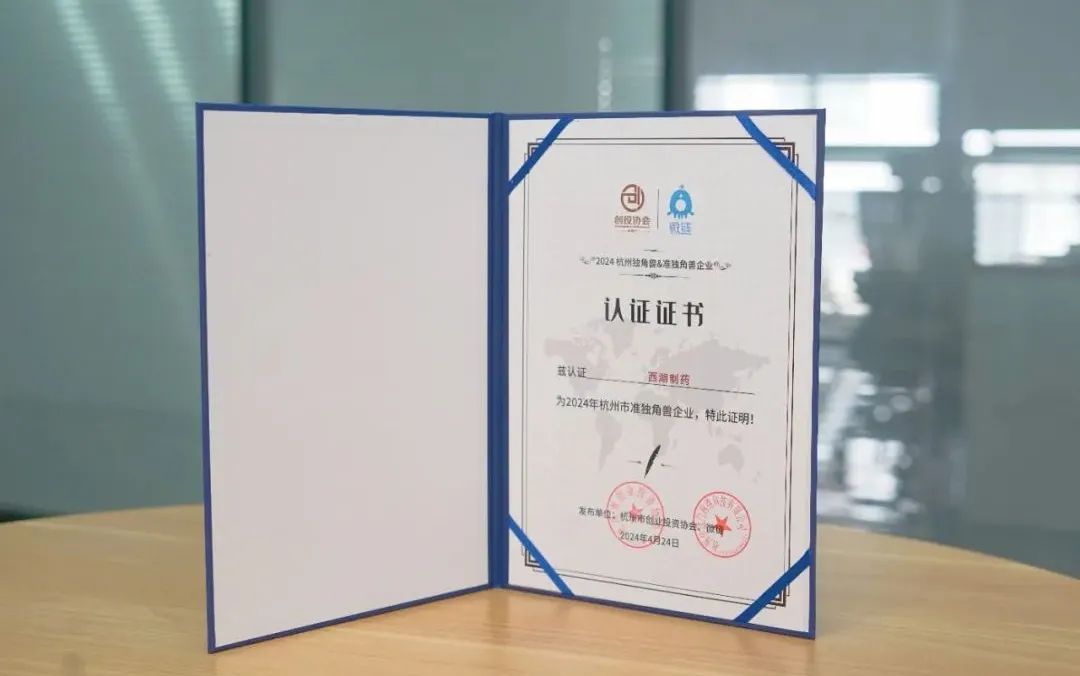 创投协会
微链
2024 杭州独角兽&准独角兽企业
认证证书
兹认证 西湖制药
为2024年杭州市准独角兽企业，特此证明！
发布单位：杭州市创业投资协会、微链
2024年4月24日